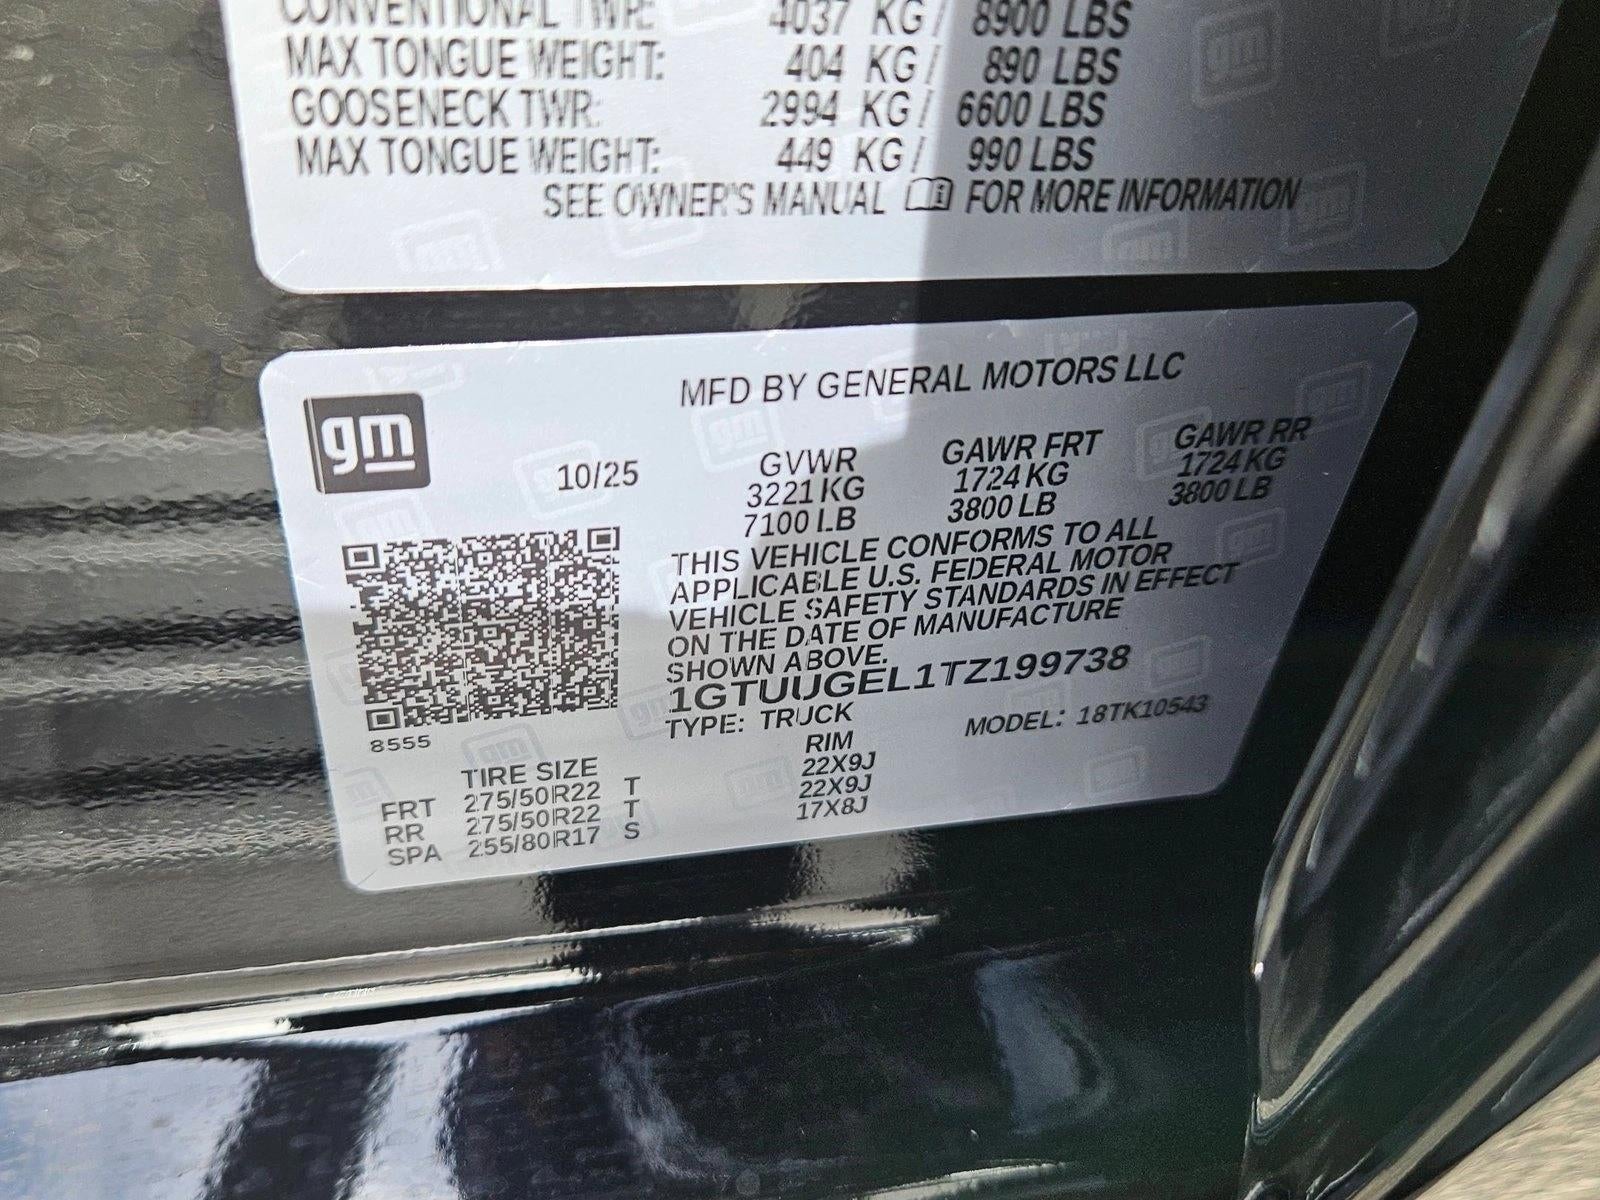 CONVENTIONAL TWR: 4037 KG / 8900 LBS
MAX TONGUE WEIGHT: 404 KG / 890 LBS
GOOSENECK TWR: 2994 KG / 6600 LBS
MAX TONGUE WEIGHT: 449 KG / 990 LBS
SEE OWNER'S MANUAL FOR MORE INFORMATION
gm
MFD BY GENERAL MOTORS LLC
10/25
GVWR GAWR FRT GAWR RR
3221 KG 1724 KG 1724 KG
7100 LB 3800 LB 3800 LB
THIS VEHICLE CONFORMS TO ALL
APPLICABLE U.S. FEDERAL MOTOR
VEHICLE SAFETY STANDARDS IN EFFECT
ON THE DATE OF MANUFACTURE
SHOWN ABOVE.
1GTUUGEL1TZ199738
TYPE: TRUCK MODEL: 18TK10543
8555
TIRE SIZE RIM
FRT 275/50R22 T 22X9J
RR 275/50R22 T 22X9J
SPA 255/80R17 S 17X8J